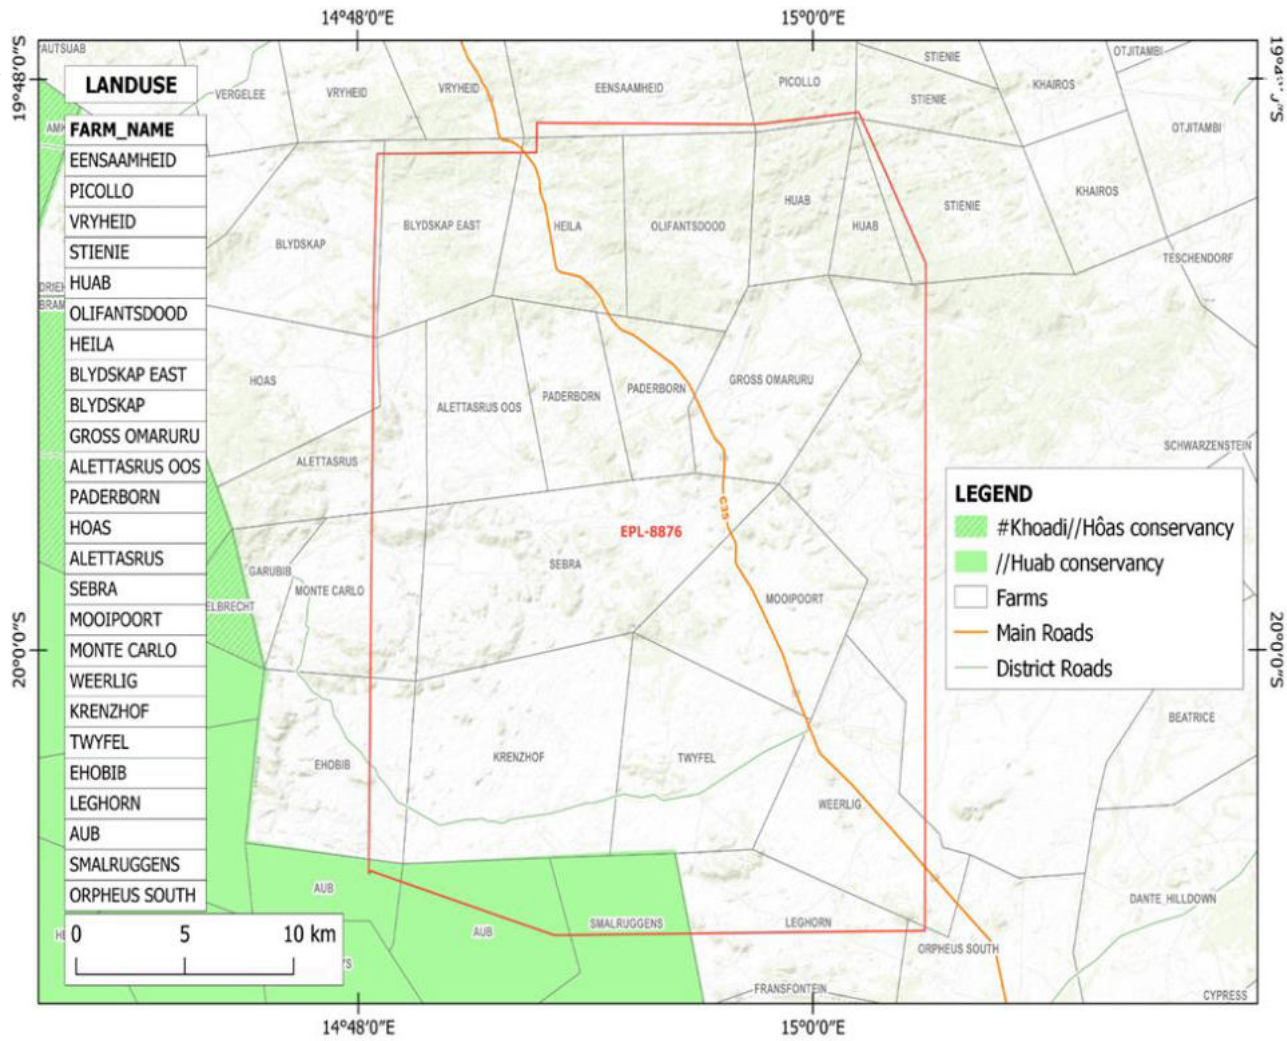 14°48'0"E
15°0'0"E
19°48'0"S
AUTSUAB
LANDUSE
FARM_NAME
EENSAAMHEID
PICOLLO
VRYHEID
STIENIE
HUAB
OLIFANTSDOOD
HEILA
BLYDSKAP EAST
BLYDSKAP
GROSS OMARURU
ALETTASRUS OOS
PADERBORN
HOAS
ALETTASRUS
SEBRA
MOOIPOORT
MONTE CARLO
WEERLIG
KRENZHOF
TWYFEL
EHOBIB
LEGHORN
AUB
SMALRUGGENS
ORPHEUS SOUTH
0 5 10 km
VERGELEE
VRYHEID
VRYHEID
EENSAAMHEID
PICOLLO
STIENIE
STIENIE
KHAIROS
OTJITAMBI
OTJITAMBI
BLYDSKAP
BLYDSKAP EAST
HEILA
OLIFANTSDOOD
HUAB
HUAB
STIENIE
KHAIROS
TESCHENDORF
HOAS
ALETTASRUS OOS
PADERBORN
PADERBORN
GROSS OMARURU
SCHWARZENSTEIN
ALETTASRUS
C35
EPL-8876
GARUBIB
MONTE CARLO
SEBRA
MOOIPOORT
ELBRECHT
LEGEND
#Khoadi//Hôas conservancy
//Huab conservancy
Farms
Main Roads
District Roads
20°0'0"S
20°0'0"S
BEATRICE
EHOBIB
KRENZHOF
TWYFEL
WEERLIG
AUB
AUB
SMALRUGGENS
LEGHORN
ORPHEUS SOUTH
DANTE_HILLDOWN
FRANSFONTEIN
CYPRESS
14°48'0"E
15°0'0"E